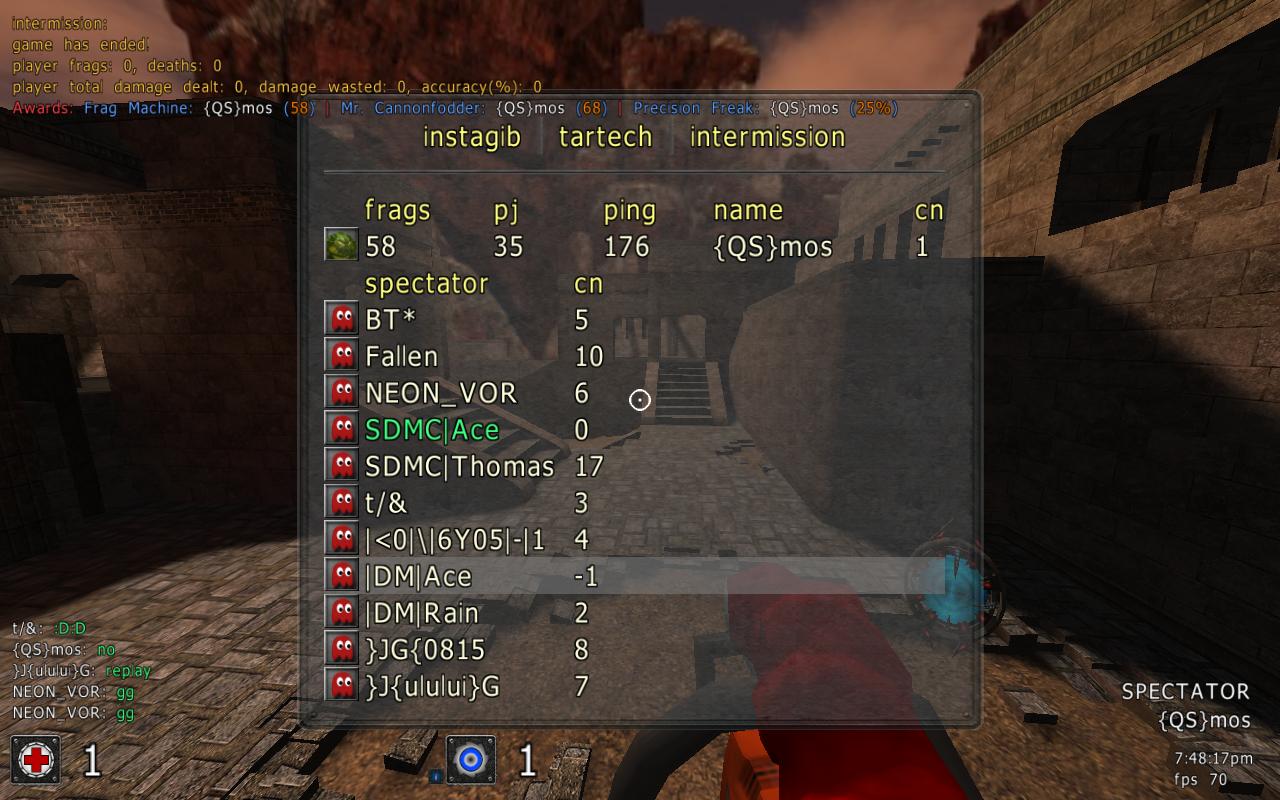 intermission:
game has ended!
player frags: 0, deaths: 0
player total damage dealt: 0, damage wasted: 0, accuracy(%): 0
Awards: Frag Machine: {QS}mos (58) | Mr. Cannonfodder: {QS}mos (68) | Precision Freak: {QS}mos (25%)
instagib tartech intermission
frags pj ping name cn
58 35 176 {QS}mos 1
spectator cn
BT* 5
Fallen 10
NEON_VOR 6
SDMC|Ace 0
SDMC|Thomas 17
t/& 3
|<0|\|6Y05|-|1 4
|DM|Ace -1
|DM|Rain 2
}JG{0815 8
}J{ulului}G 7
t/&: :D:D
{QS}mos: no
}J{ulului}G: replay
NEON_VOR: gg
NEON_VOR: gg
1
1
SPECTATOR
{QS}mos
7:48:17pm
fps 70